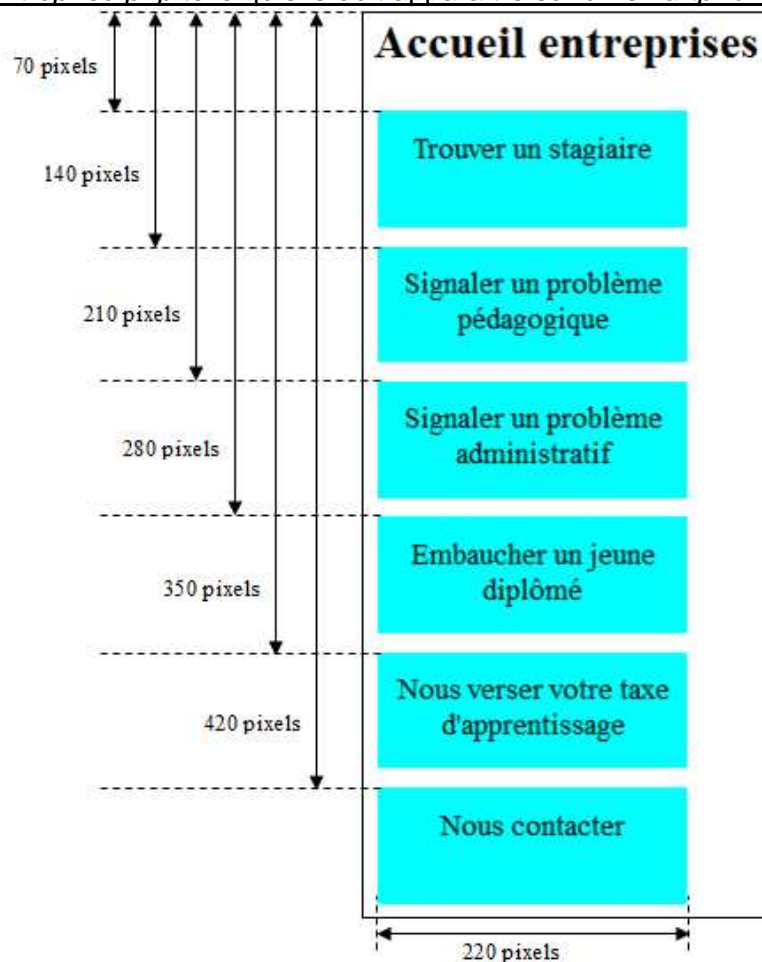 Accueil entreprises
70 pixels
Trouver un stagiaire
140 pixels
Signaler un problème
pédagogique
210 pixels
Signaler un problème
administratif
280 pixels
Embaucher un jeune
diplômé
350 pixels
Nous verser votre taxe
d'apprentissage
420 pixels
Nous contacter
220 pixels